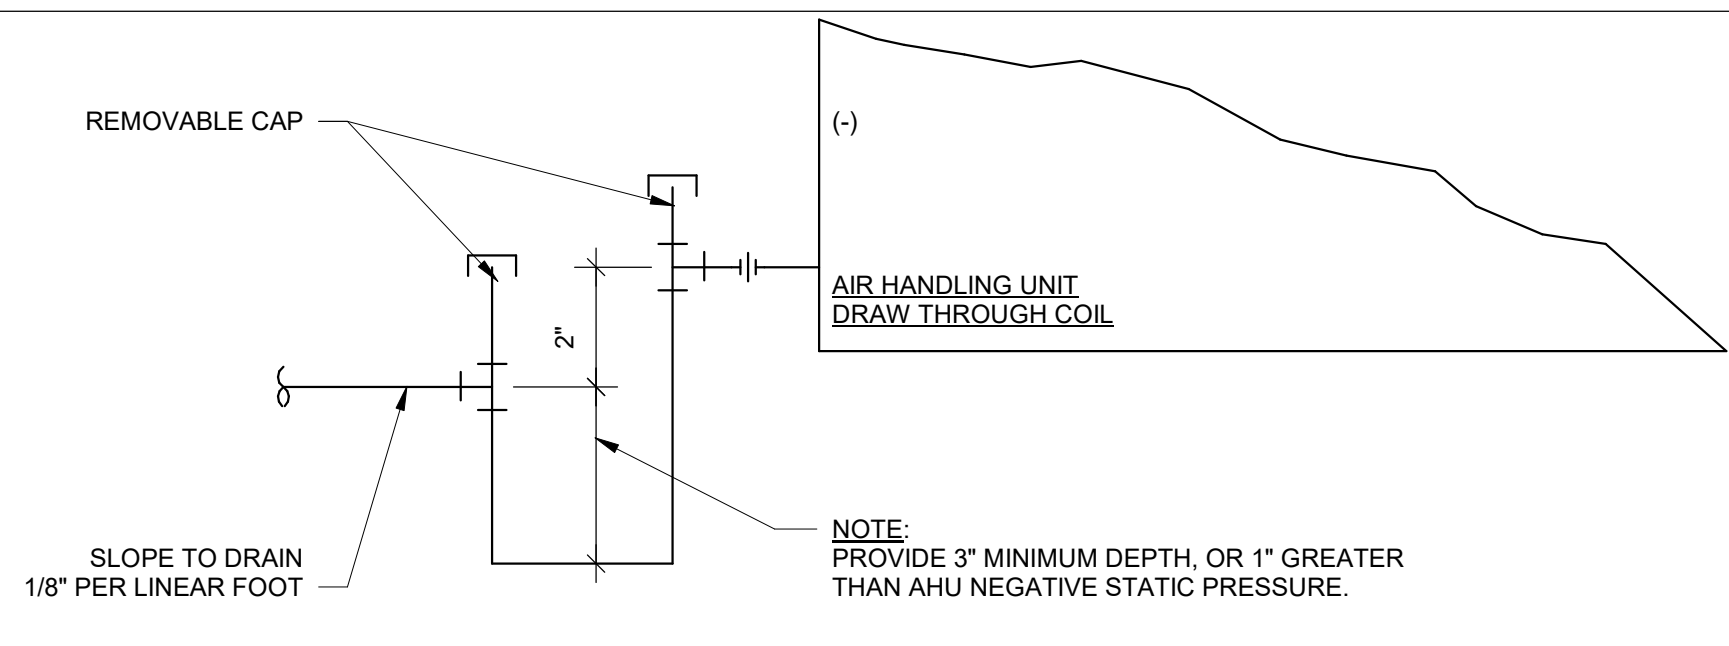 REMOVABLE CAP
(-)
AIR HANDLING UNIT
DRAW THROUGH COIL
2"
SLOPE TO DRAIN
1/8" PER LINEAR FOOT
NOTE:
PROVIDE 3" MINIMUM DEPTH, OR 1" GREATER
THAN AHU NEGATIVE STATIC PRESSURE.